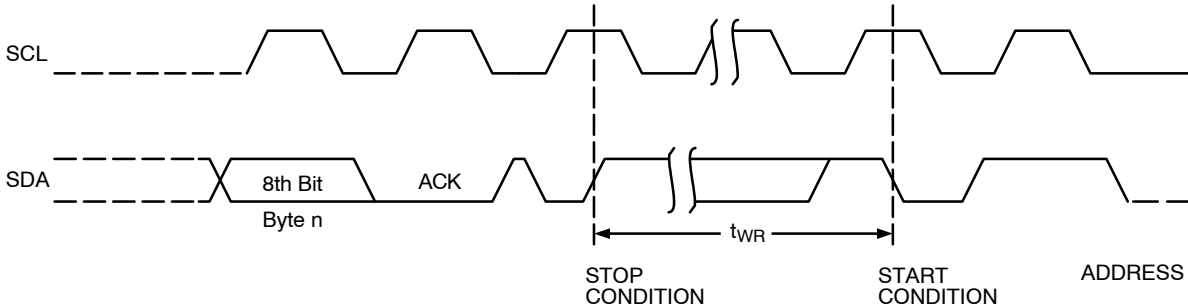 SCL
SDA
8th Bit
Byte n
ACK
tWR
STOP
CONDITION
START
CONDITION
ADDRESS